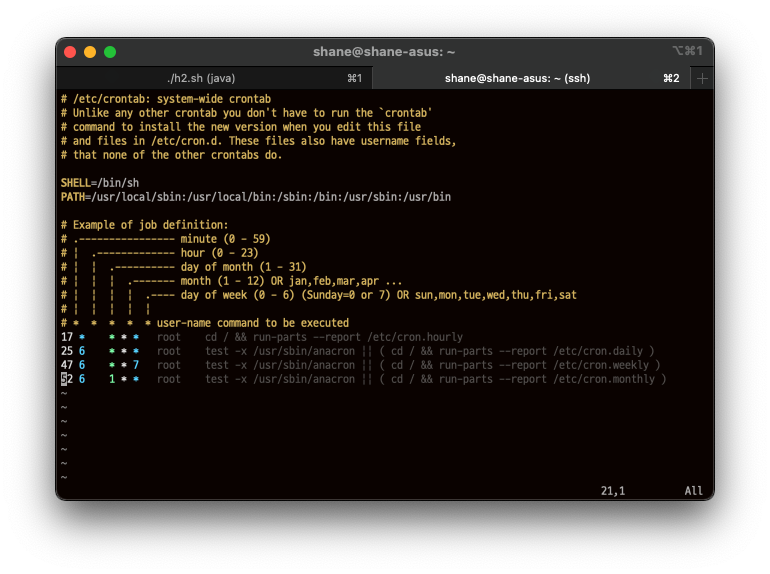 shane@shane-asus: ~
⌥⌘1
./h2.sh (java) ⌘1 shane@shane-asus: ~ (ssh) ⌘2 +
# /etc/crontab: system-wide crontab
# Unlike any other crontab you don't have to run the `crontab'
# command to install the new version when you edit this file
# and files in /etc/cron.d. These files also have username fields,
# that none of the other crontabs do.
SHELL=/bin/sh
PATH=/usr/local/sbin:/usr/local/bin:/sbin:/bin:/usr/sbin:/usr/bin
# Example of job definition:
# .---------------- minute (0 - 59)
# |  .------------- hour (0 - 23)
# |  |  .---------- day of month (1 - 31)
# |  |  |  .------- month (1 - 12) OR jan,feb,mar,apr ...
# |  |  |  |  .---- day of week (0 - 6) (Sunday=0 or 7) OR sun,mon,tue,wed,thu,fri,sat
# |  |  |  |  |
# *  *  *  *  * user-name command to be executed
17 *    * * *   root    cd / && run-parts --report /etc/cron.hourly
25 6    * * *   root    test -x /usr/sbin/anacron || ( cd / && run-parts --report /etc/cron.daily )
47 6    * * 7   root    test -x /usr/sbin/anacron || ( cd / && run-parts --report /etc/cron.weekly )
52 6    1 * *   root    test -x /usr/sbin/anacron || ( cd / && run-parts --report /etc/cron.monthly )
~
~
~
~
~
~
~
21,1 All